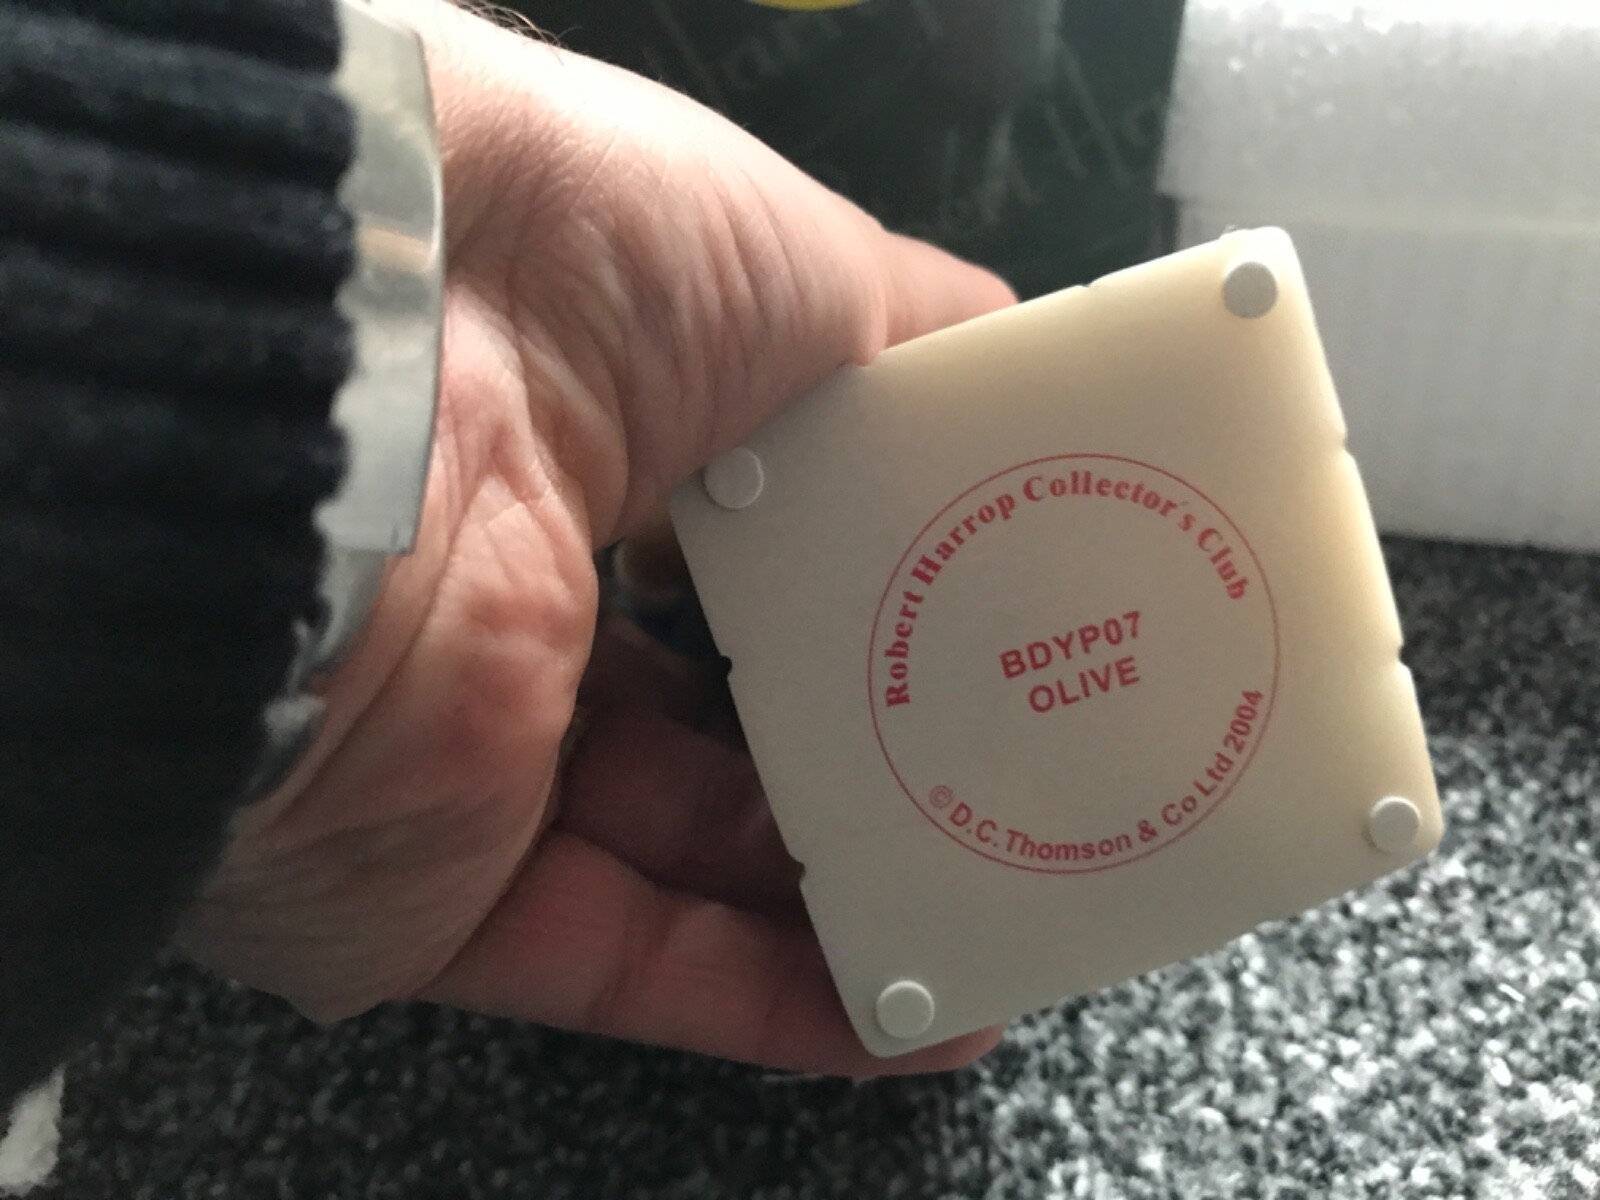 Robert Harrop Collector's Club
BDYP07
OLIVE
© D.C. Thomson & Co Ltd 2004